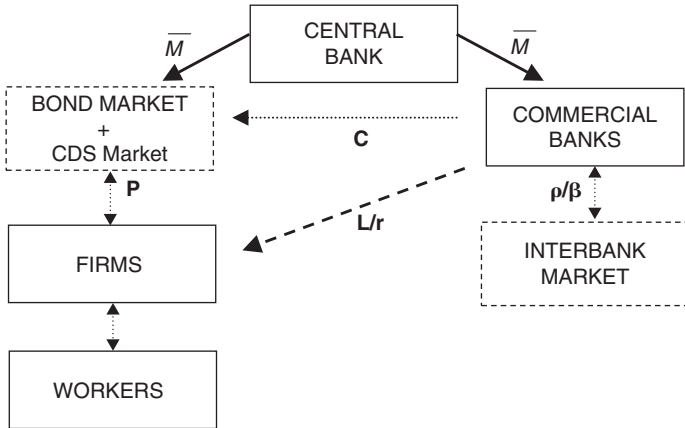 CENTRAL
BANK
M̅
M̅
BOND MARKET
+
CDS Market
COMMERCIAL
BANKS
C
P
ρ/β
L/r
FIRMS
INTERBANK
MARKET
WORKERS